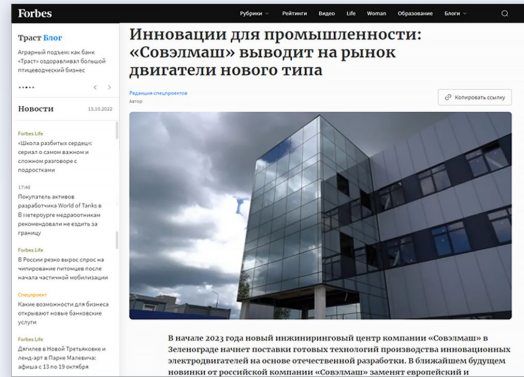 Forbes
Рубрики
Рейтинги
Видео
Life
Woman
Образование
Блоги
Траст Блог
Аграрный подъем: как банк
«Траст» оздоравливал большой
птицеводческий бизнес
Новости
13.10.2022
Forbes Life
«Школа разбитых сердец»:
сериал о самом важном и
сложном разговоре с
подростками
17:46
Покупатель активов
разработчика World of Tanks в
В Петербурге медработникам
рекомендовали не ездить за
границу
Forbes Life
В России резко вырос спрос на
чипирование питомцев после
начала частичной мобилизации
Спецпроект
Какие возможности для бизнеса
открывают новые банковские
услуги
Forbes Life
Дягилев в Новой Третьяковке и
ленд-арт в Парке Малевича:
афиша с 13 по 19 октября
Инновации для промышленности:
«Совэлмаш» выводит на рынок
двигатели нового типа
Редакция спецпроектов
Автор
Копировать ссылку
В начале 2023 года новый инжиниринговый центр компании «Совэлмаш» в
Зеленограде начнет поставки готовых технологий производства инновационных
электродвигателей на основе отечественной разработки. В ближайшем будущем
новинки от российской компании «Совэлмаш» заменят европейский и